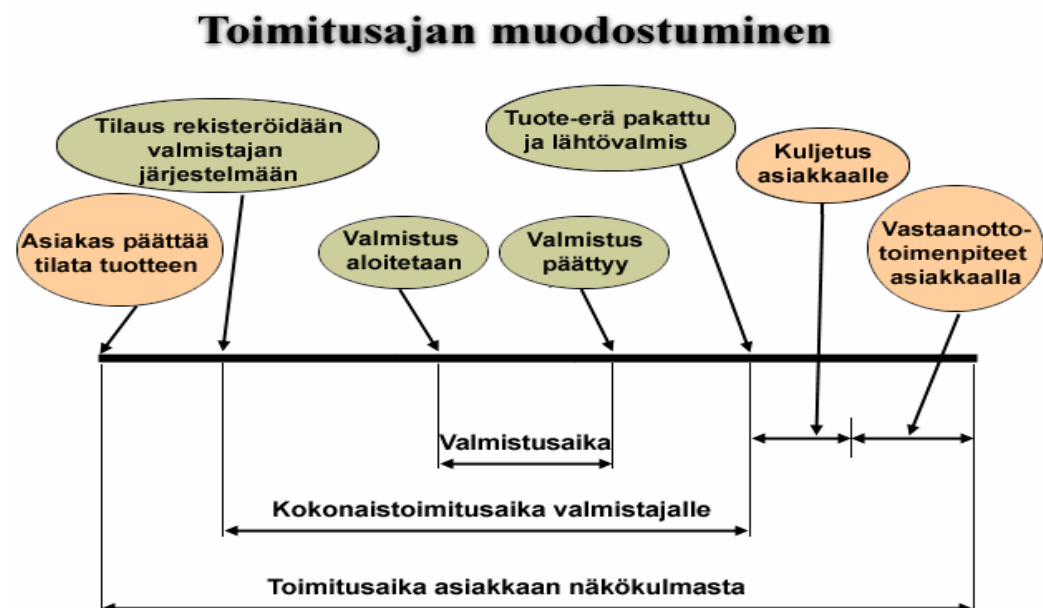 Toimitusajan muodostuminen
Tilaus rekisteröidään
valmistajan
järjestelmään
Tuote-erä pakattu
ja lähtövalmis
Kuljetus
asiakkaalle
Asiakas päättää
tilata tuotteen
Valmistus
aloitetaan
Valmistus
päättyy
Vastaanotto-
toimenpiteet
asiakkaalla
Valmistusaika
Kokonaistoimitusaika valmistajalle
Toimitusaika asiakkaan näkökulmasta